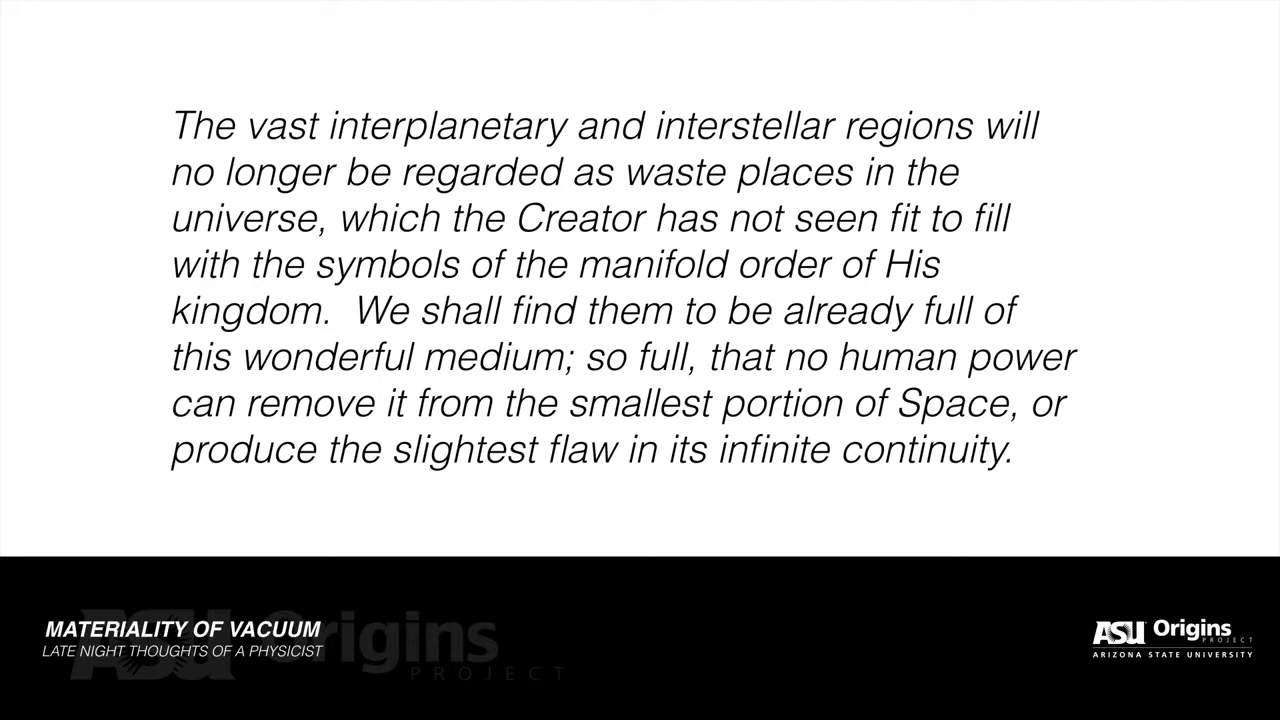 The vast interplanetary and interstellar regions will
no longer be regarded as waste places in the
universe, which the Creator has not seen fit to fill
with the symbols of the manifold order of His
kingdom.  We shall find them to be already full of
this wonderful medium; so full, that no human power
can remove it from the smallest portion of Space, or
produce the slightest flaw in its infinite continuity.
MATERIALITY OF VACUUM
LATE NIGHT THOUGHTS OF A PHYSICIST
ASU Origins
PROJECT
ASU Origins
PROJECT
ARIZONA STATE UNIVERSITY